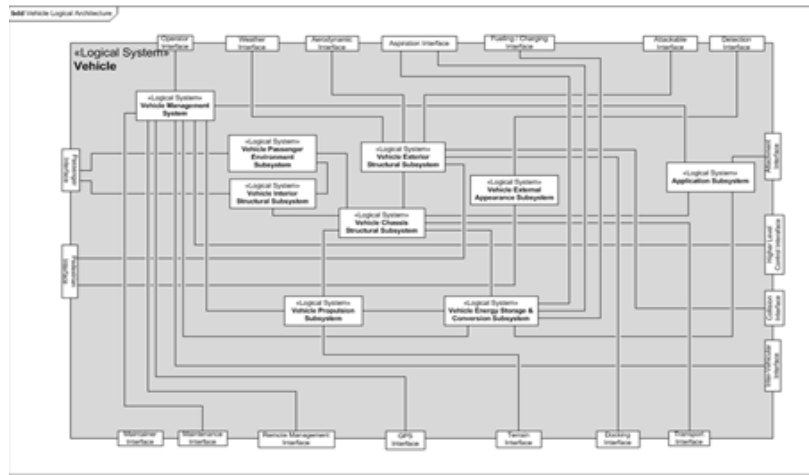 bdd Vehicle Logical Architecture
Operator
Interface
Weather
Interface
Aerodynamic
Interface
Aspiration Interface
Fueling / Charging
Interface
Attackable
Interface
Detection
Interface
«Logical System»
Vehicle
«Logical System»
Vehicle Management
System
«Logical System»
Vehicle Passenger
Environment
Subsystem
«Logical System»
Vehicle Exterior
Structural Subsystem
Passenger
Interface
Attachment
Interface
«Logical System»
Vehicle Interior
Structural Subsystem
«Logical System»
Vehicle External
Appearance Subsystem
«Logical System»
Application Subsystem
«Logical System»
Vehicle Chassis
Structural Subsystem
Pedestrian
Interface
Higher Level
Control Interface
«Logical System»
Vehicle Propulsion
Subsystem
«Logical System»
Vehicle Energy Storage &
Conversion Subsystem
Collision
Interface
Inter-Vehicular
Interface
Maintainer
Interface
Maintenance
Interface
Remote Management
Interface
GPS
Interface
Terrain
Interface
Docking
Interface
Transport
Interface